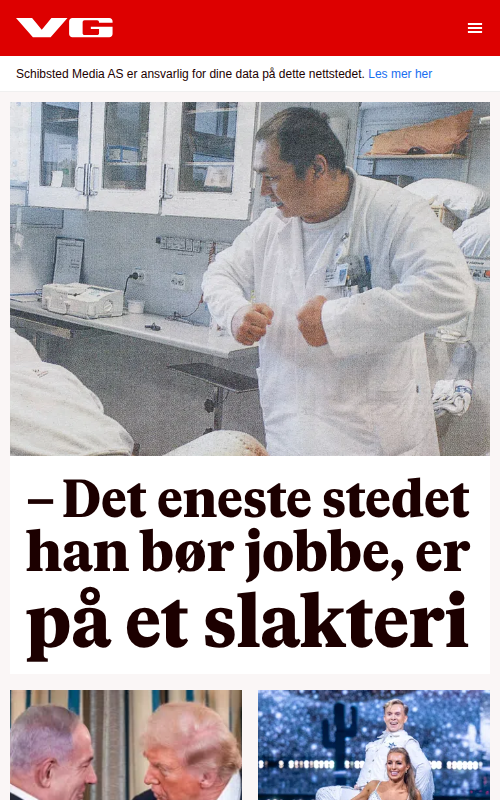 VG
Schibsted Media AS er ansvarlig for dine data på dette nettstedet. Les mer her
– Det eneste stedet
han bør jobbe, er
på et slakteri